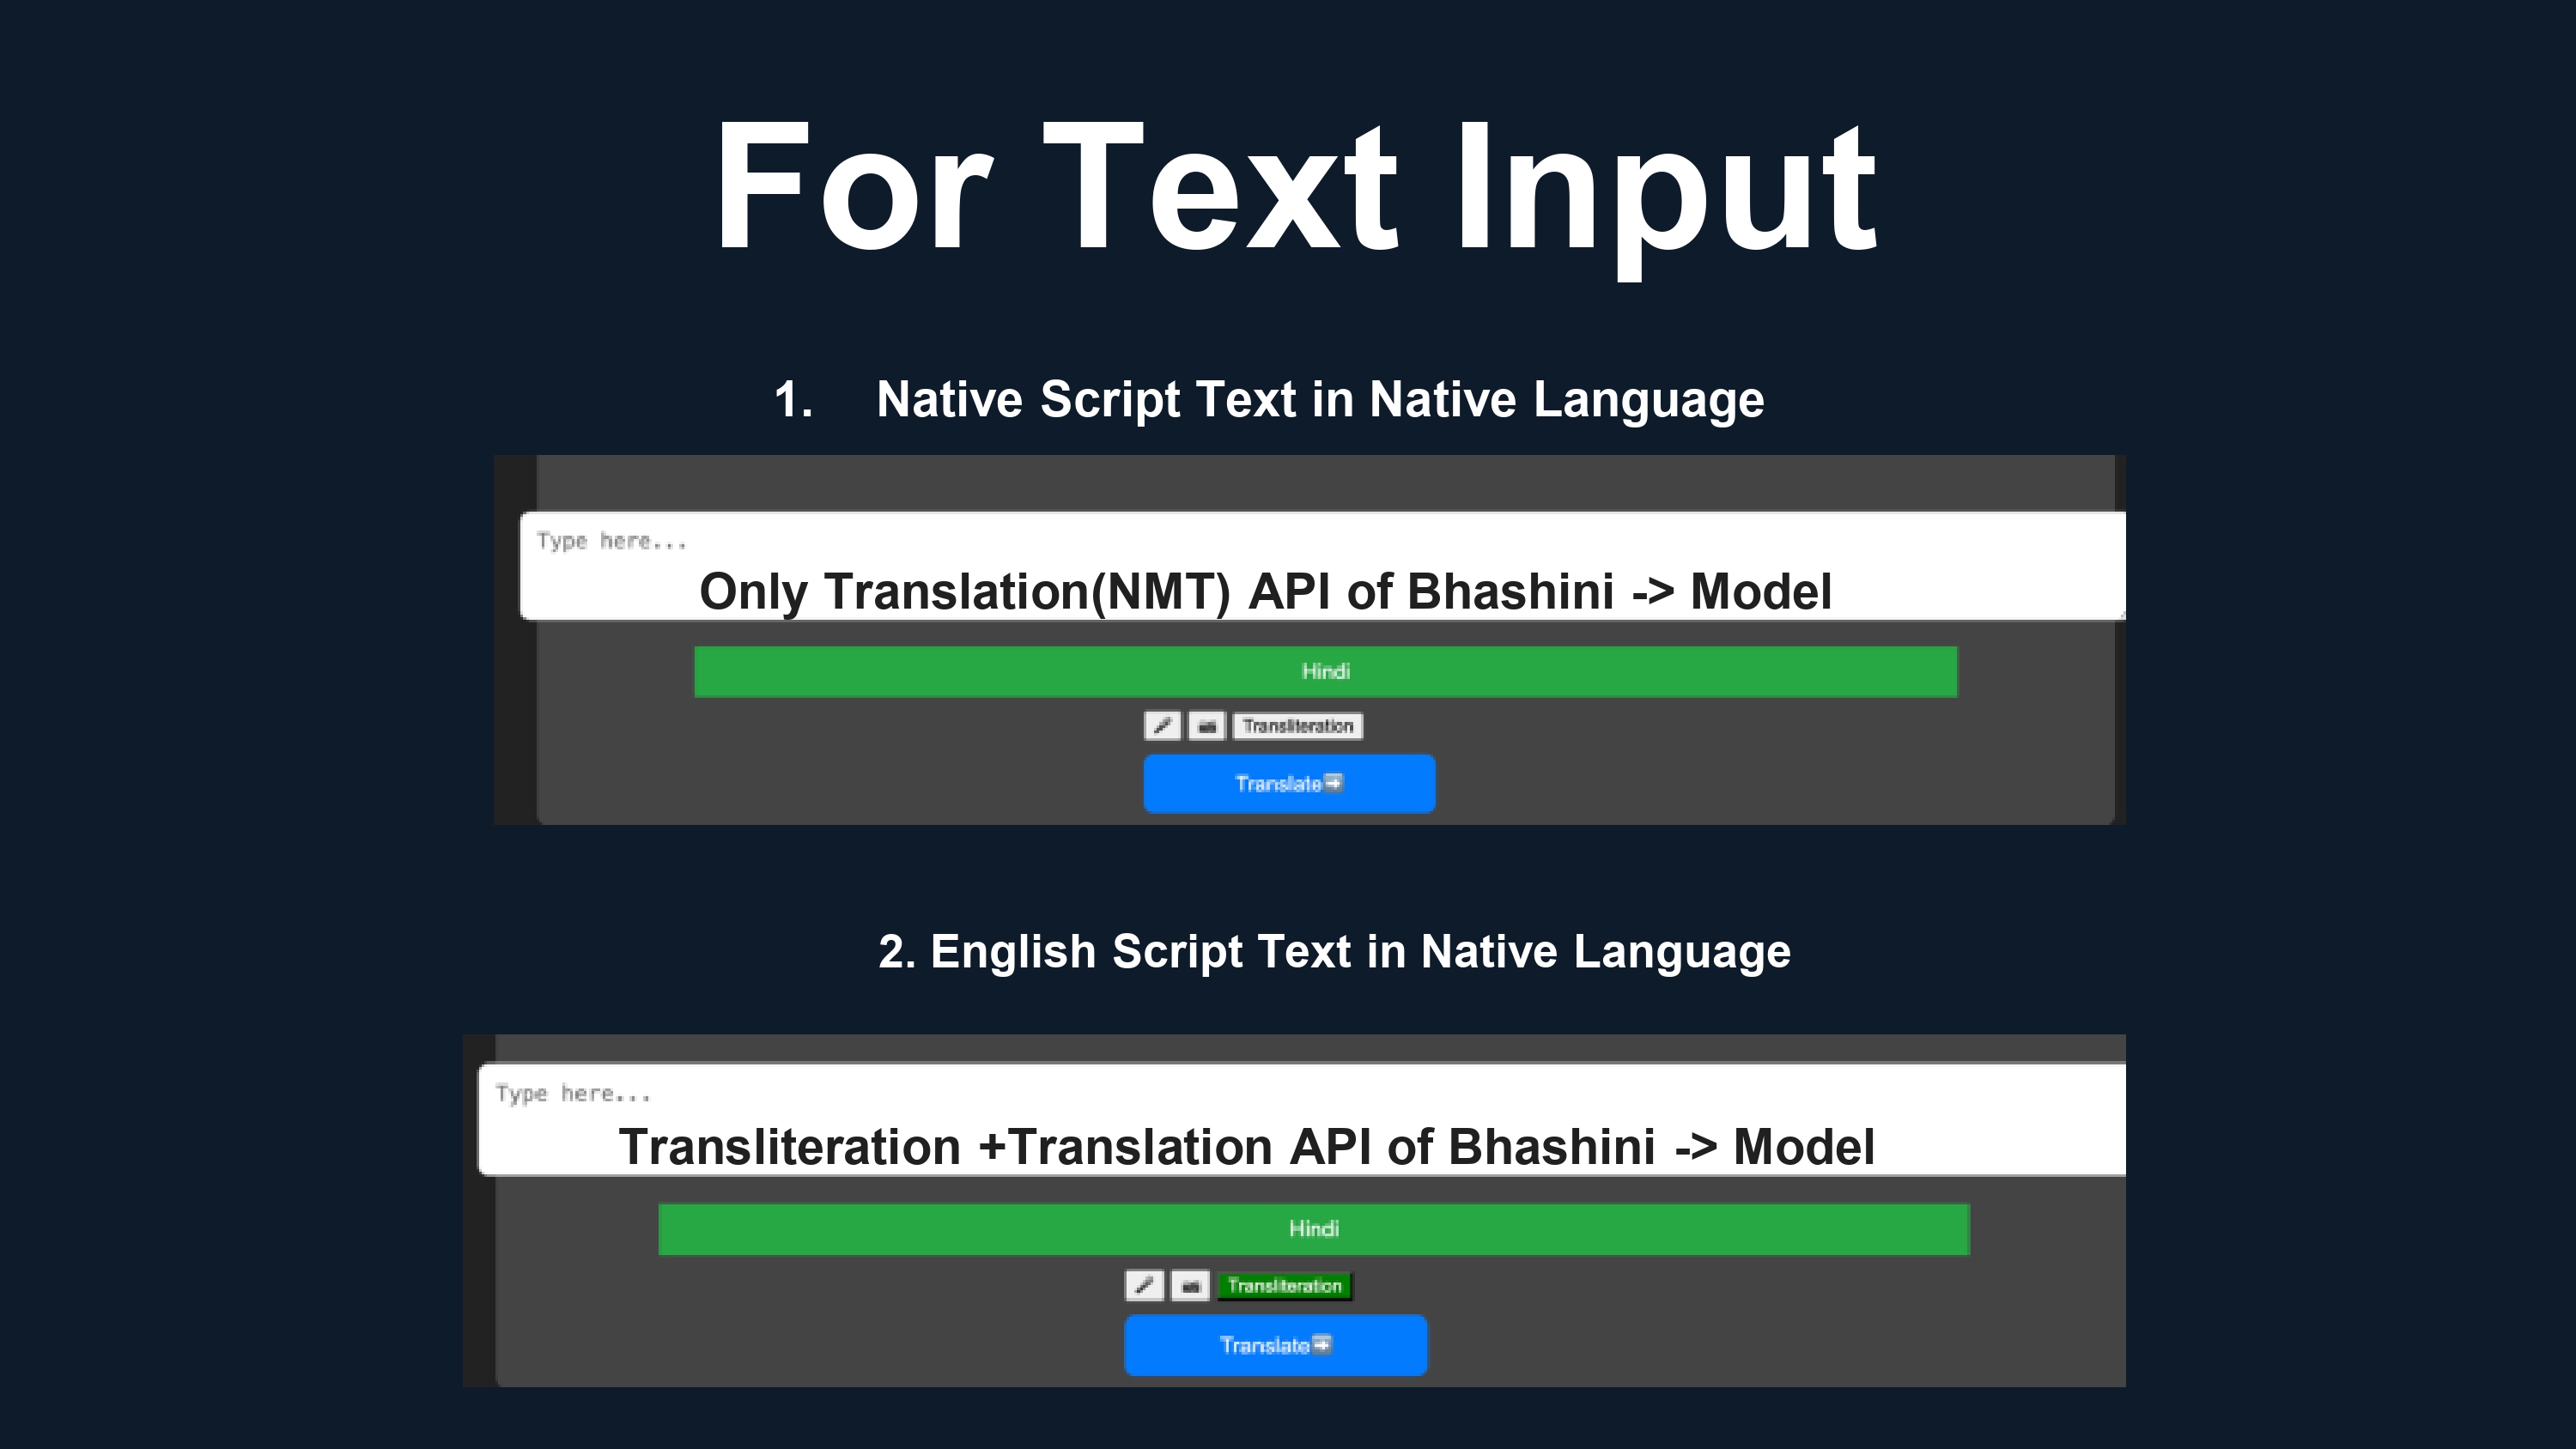 For Text Input
1. Native Script Text in Native Language
Type here...
Only Translation(NMT) API of Bhashini -> Model
Hindi
Transliteration
Translate➡
2. English Script Text in Native Language
Type here...
Transliteration +Translation API of Bhashini -> Model
Hindi
Transliteration
Translate➡